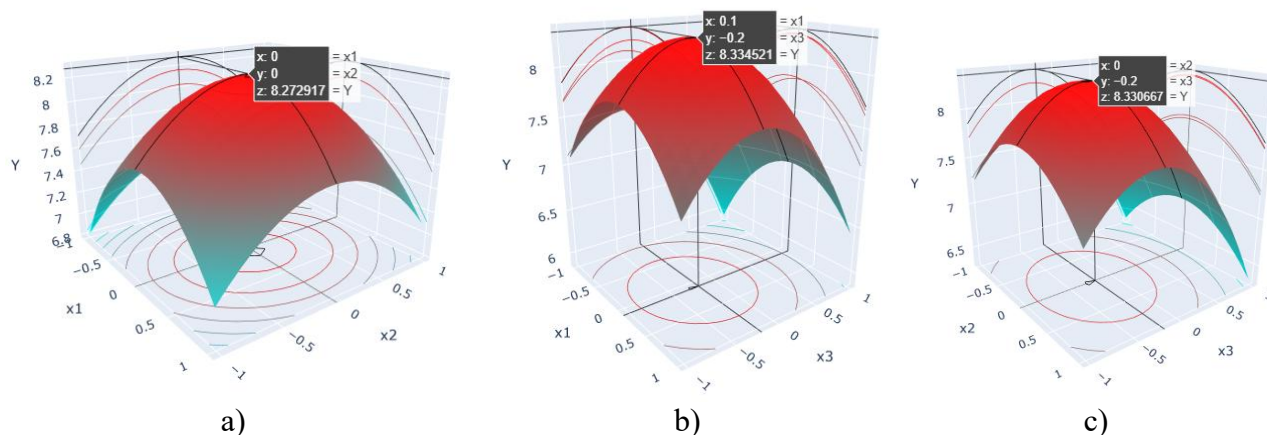 x: 0 = x1
y: 0 = x2
z: 8.272917 = Y
8.2
8
7.8
7.6
7.4
7.2
7
6.8
Y
−1
−0.5
0
0.5
1
x1
−1
−0.5
0
0.5
1
x2
a)
x: 0.1 = x1
y: −0.2 = x3
z: 8.334521 = Y
8
7.5
7
6.5
6
Y
−1
−0.5
0
0.5
1
x1
−1
−0.5
0
0.5
1
x3
b)
x: 0 = x2
y: −0.2 = x3
z: 8.330667 = Y
8
7.5
7
6.5
Y
−1
−0.5
0
0.5
1
x2
−1
−0.5
0
0.5
x3
c)